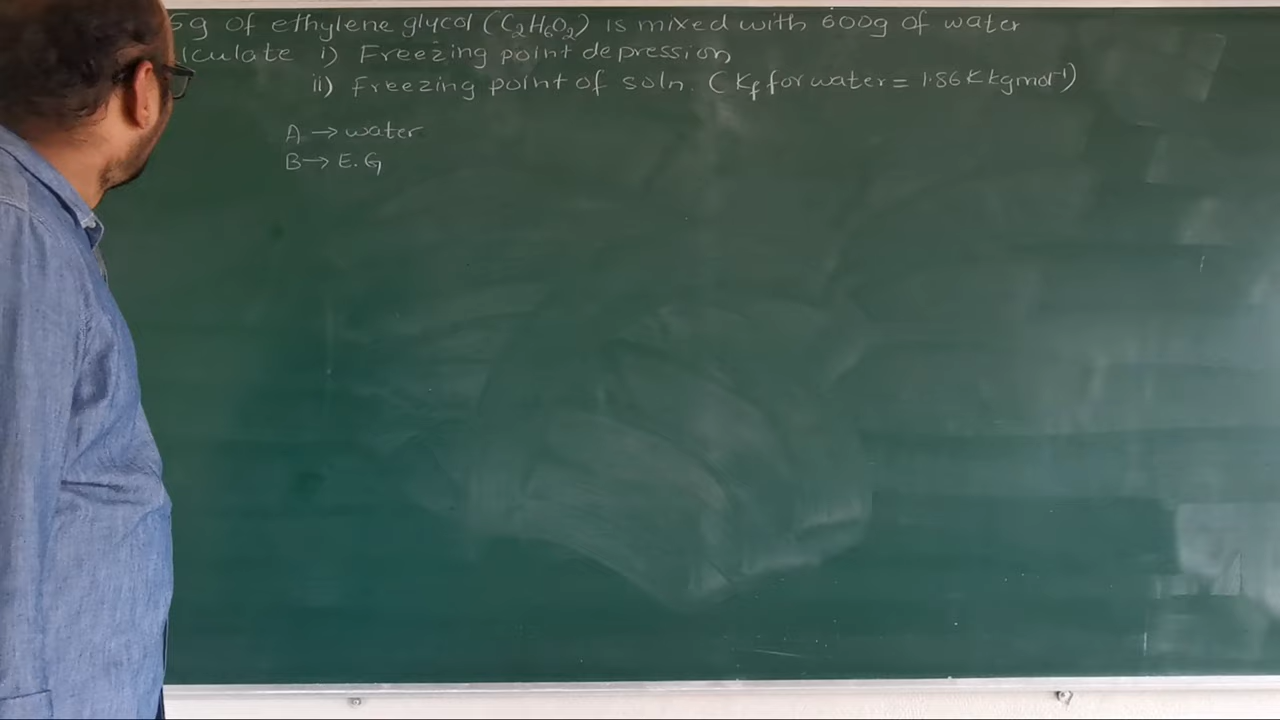 5g of ethylene glycol (C₂H₆O₂) is mixed with 600g of water
lculate i) Freezing point depression
ii) Freezing point of soln. (Kf for water = 1.86 K kg mol⁻¹)
A → water
B → E.G